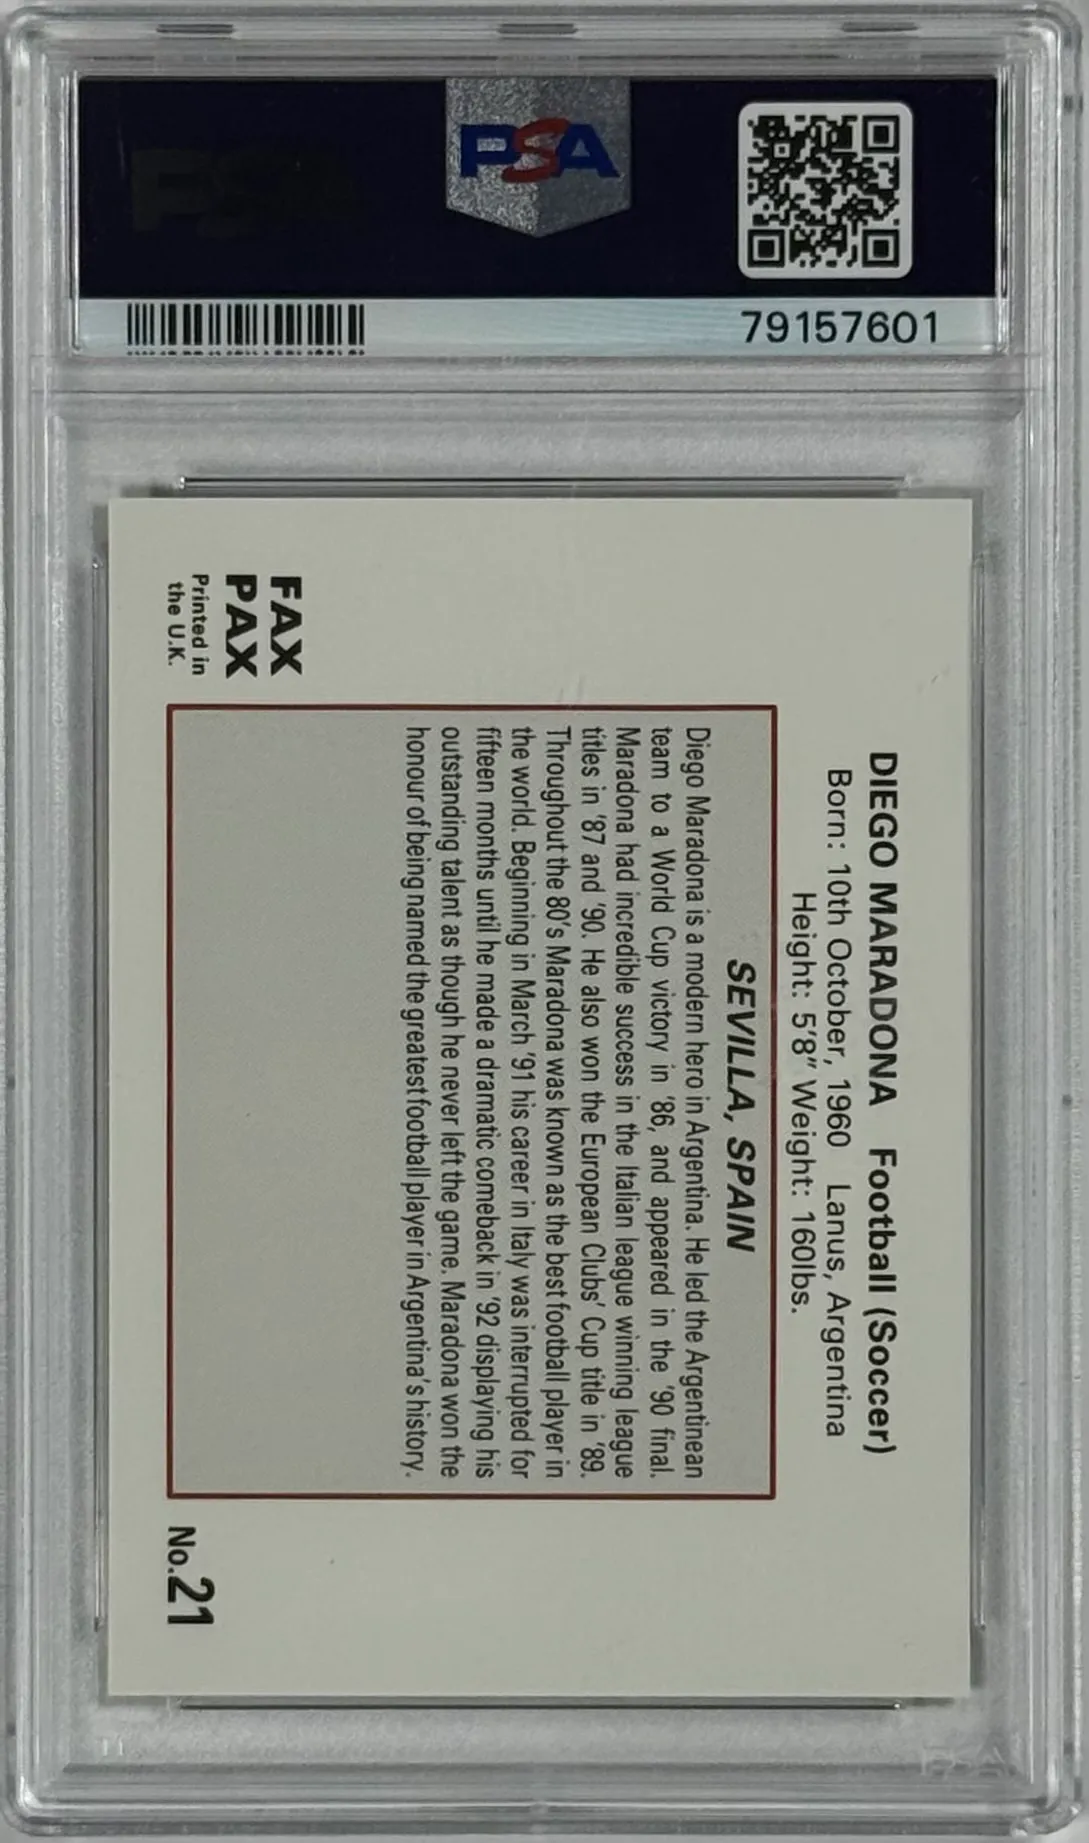 PSA
79157601
DIEGO MARADONA Football (Soccer)
Born: 10th October, 1960 Lanus, Argentina
Height: 5'8" Weight: 160lbs.
SEVILLA, SPAIN
Diego Maradona is a modern hero in Argentina. He led the Argentinean
team to a World Cup victory in '86, and appeared in the '90 final.
Maradona had incredible success in the Italian league winning league
titles in '87 and '90. He also won the European Clubs' Cup title in '89.
Throughout the 80's Maradona was known as the best football player in
the world. Beginning in March '91 his career in Italy was interrupted for
fifteen months until he made a dramatic comeback in '92 displaying his
outstanding talent as though he never left the game. Maradona won the
honour of being named the greatest football player in Argentina's history.
FAX
PAX
Printed in
the U.K.
No.21
PSA